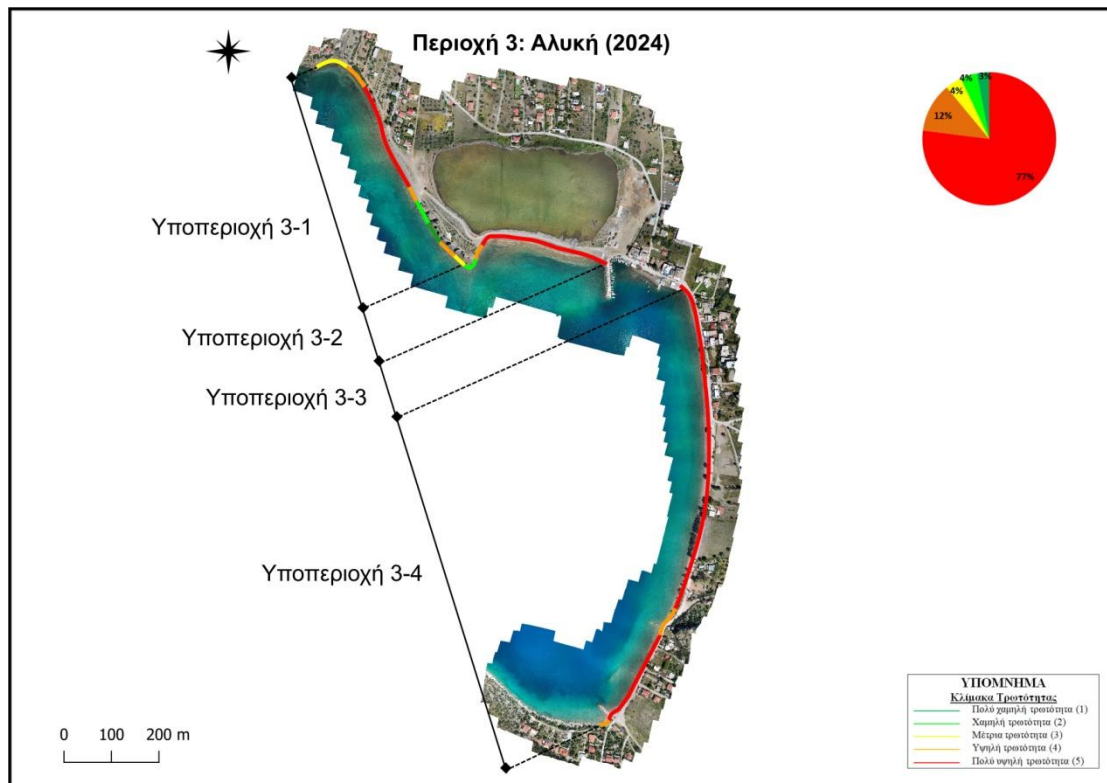 Περιοχή 3: Αλυκή (2024)
4%
3%
4%
12%
77%
Υποπεριοχή 3-1
Υποπεριοχή 3-2
Υποπεριοχή 3-3
Υποπεριοχή 3-4
0 100 200 m
ΥΠΟΜΝΗΜΑ
Κλίμακα Τρωτότητας
Πολύ χαμηλή τρωτότητα (1)
Χαμηλή τρωτότητα (2)
Μέτρια τρωτότητα (3)
Υψηλή τρωτότητα (4)
Πολύ υψηλή τρωτότητα (5)